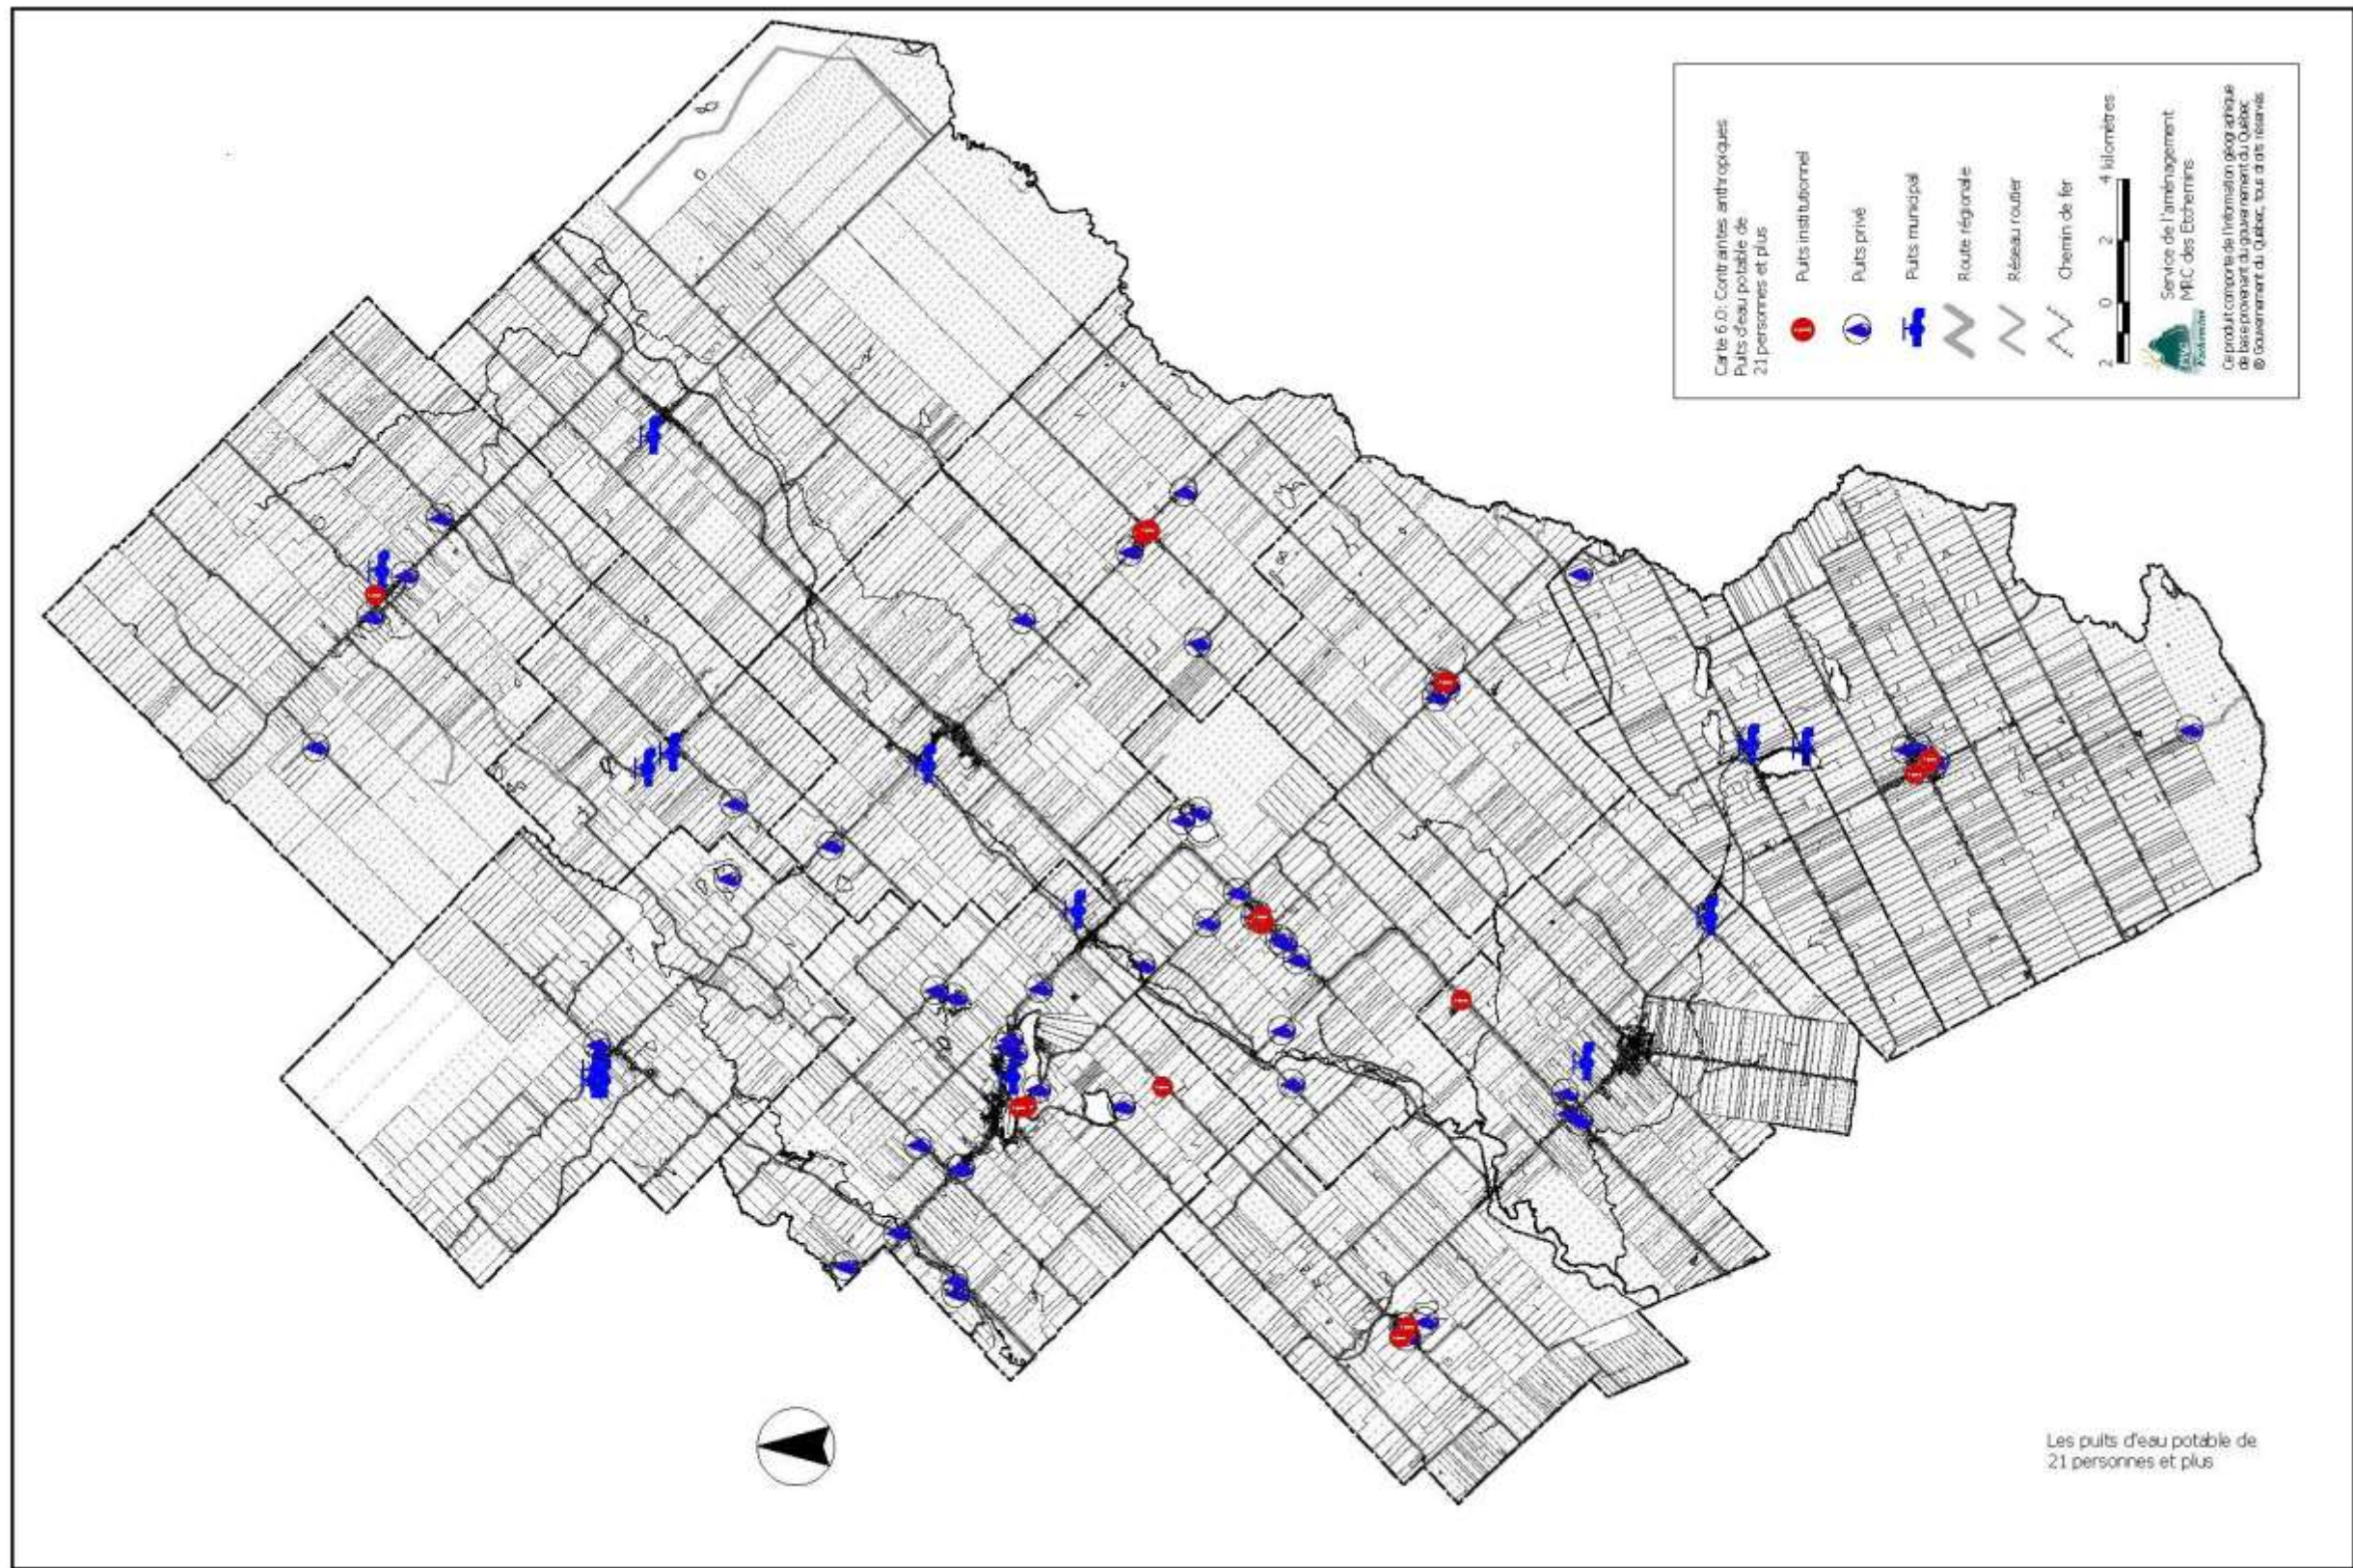 Carte 6.0: Contraintes anthropiques
Puits d'eau potable de
21 personnes et plus
Puits institutionnel
Puits privé
Puits municipal
Route régionale
Réseau routier
Chemin de fer
2 0 2 4 kilomètres
Service de l'aménagement
MRC des Etchemins
Ce produit comporte de l'information géographique
de base provenant du gouvernement du Québec
© Gouvernement du Québec, tous droits réservés
Les puits d'eau potable de
21 personnes et plus